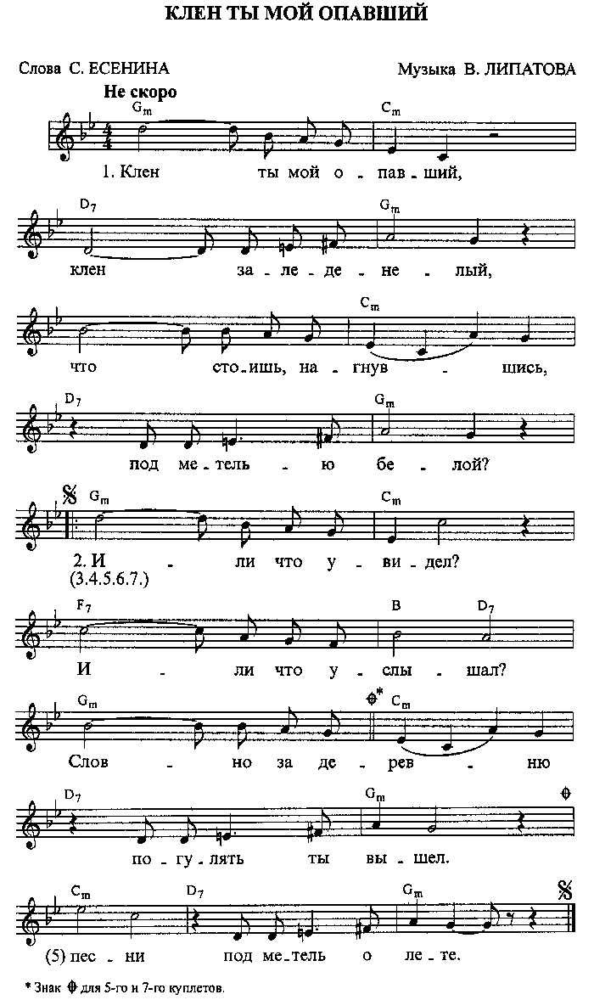 КЛЕН ТЫ МОЙ ОПАВШИЙ
Слова С. ЕСЕНИНА Музыка В. ЛИПАТОВА
Не скоро
Gm Cm
4/4
1. Клен ты мой о - пав - ший,
D7 Gm
клен за - ле - де - не - лый,
Cm
что сто - ишь, на - гнув - шись,
D7 Gm
под ме - тель - ю бе - лой?
Gm Cm
2. И - ли что у - ви - дел?
(3.4.5.6.7.)
F7 B D7
И - ли что у - слы - шал?
Gm * Cm
Слов - но за де - рев - ню
D7 Gm
по - гу - лять ты вы - шел.
Cm D7 Gm
(5) пес - ни под ме - тель о ле - те.
* Знак для 5-го и 7-го куплетов.